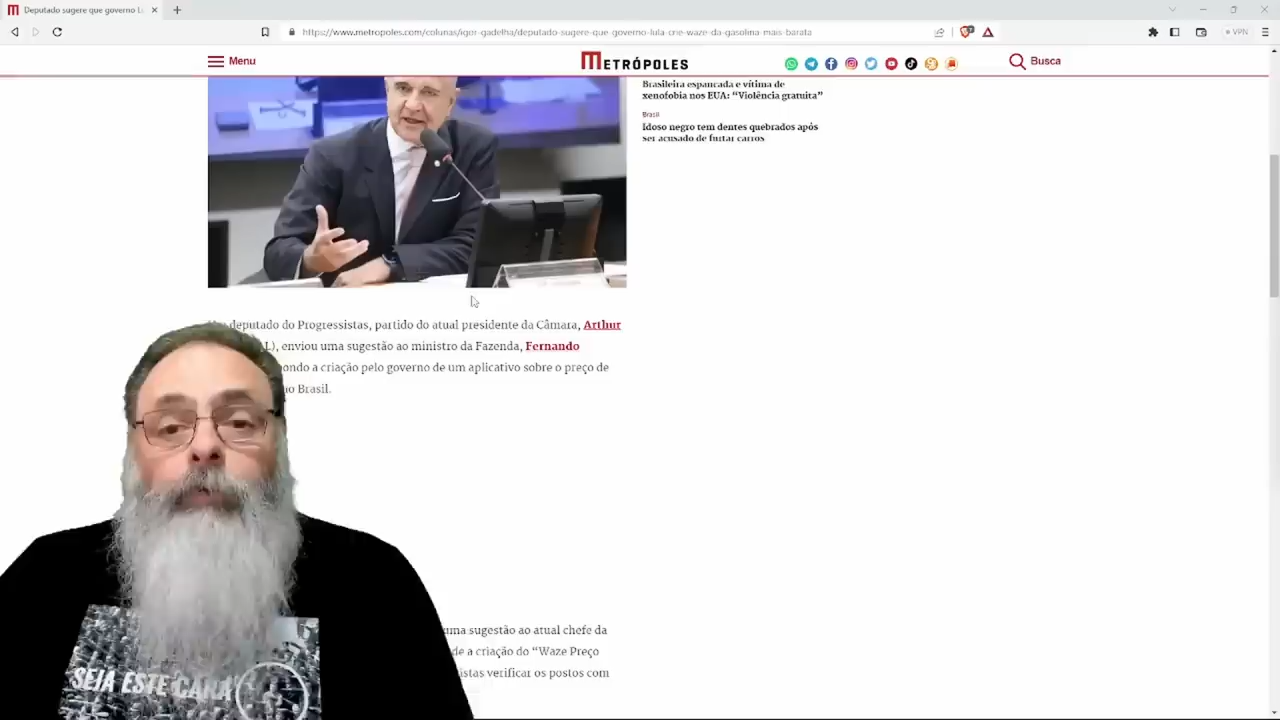 Deputado sugere que governo L
https://www.metropoles.com/colunas/igor-gadelha/deputado-sugere-que-governo-lula-crie-waze-da-gasolina-mais-barata
VPN
Menu
METRÓPOLES
Busca
Brasileira espancada e vítima de
xenofobia nos EUA: “Violência gratuita”
Brasil
Idoso negro tem dentes quebrados após
ser acusado de furtar carros
deputado do Progressistas, partido do atual presidente da Câmara, Arthur
L), enviou uma sugestão ao ministro da Fazenda, Fernando
ondo a criação pelo governo de um aplicativo sobre o preço de
no Brasil.
uma sugestão ao atual chefe da
de a criação do “Waze Preço
istas verificar os postos com
SEJA ESTE CARA